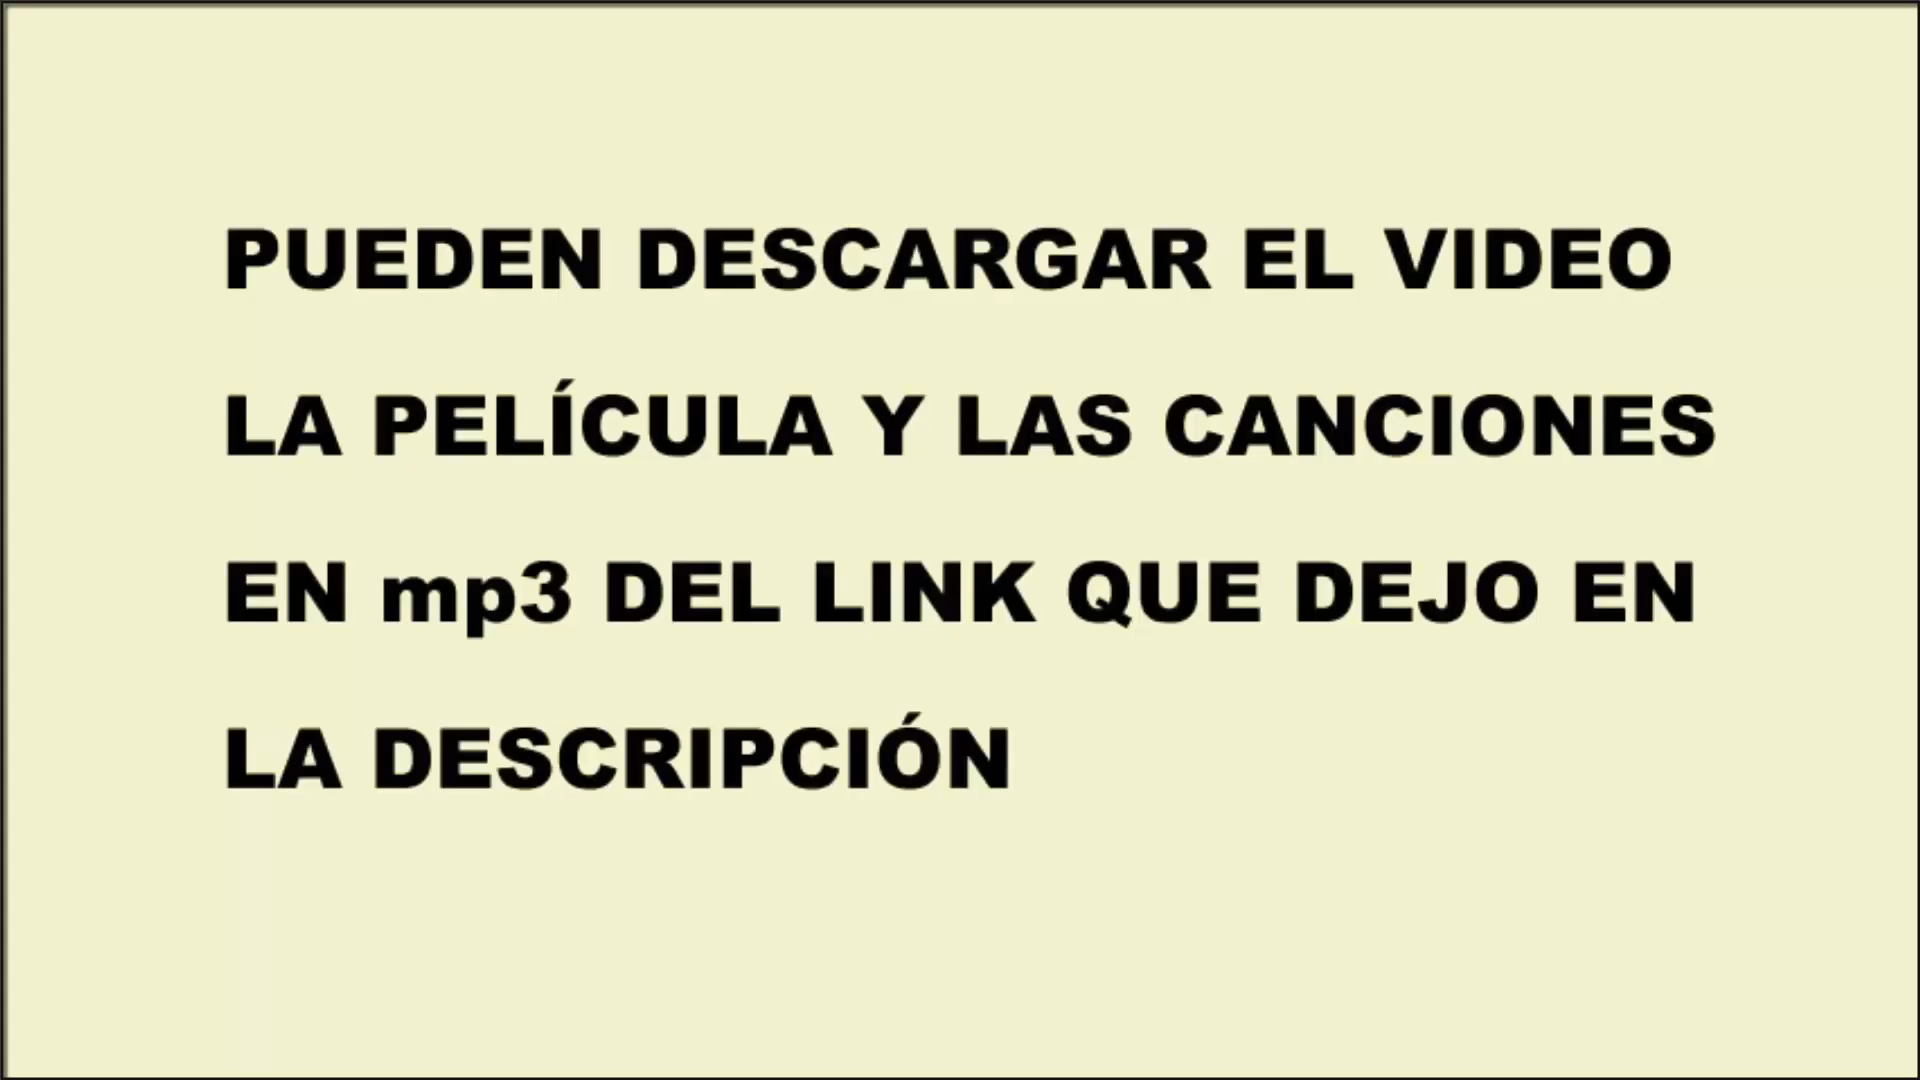 PUEDEN DESCARGAR EL VIDEO
LA PELÍCULA Y LAS CANCIONES
EN mp3 DEL LINK QUE DEJO EN
LA DESCRIPCIÓN